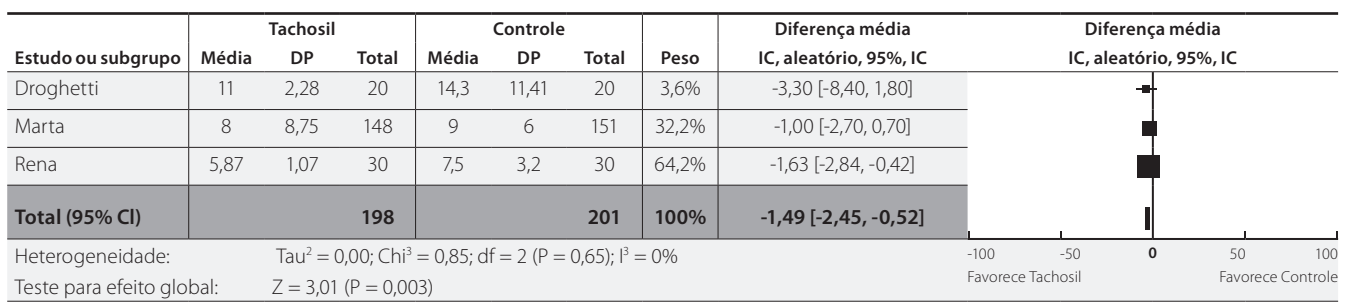 Tachosil Controle Diferença média Diferença média
Estudo ou subgrupo Média DP Total Média DP Total Peso IC, aleatório, 95%, IC IC, aleatório, 95%, IC
Droghetti 11 2,28 20 14,3 11,41 20 3,6% -3,30 [-8,40, 1,80]
Marta 8 8,75 148 9 6 151 32,2% -1,00 [-2,70, 0,70]
Rena 5,87 1,07 30 7,5 3,2 30 64,2% -1,63 [-2,84, -0,42]
Total (95% Cl) 198 201 100% -1,49 [-2,45, -0,52]
Heterogeneidade: Tau² = 0,00; Chi³ = 0,85; df = 2 (P = 0,65); I³ = 0%
-100 -50 0 50 100
Teste para efeito global: Z = 3,01 (P = 0,003)
Favorece Tachosil Favorece Controle